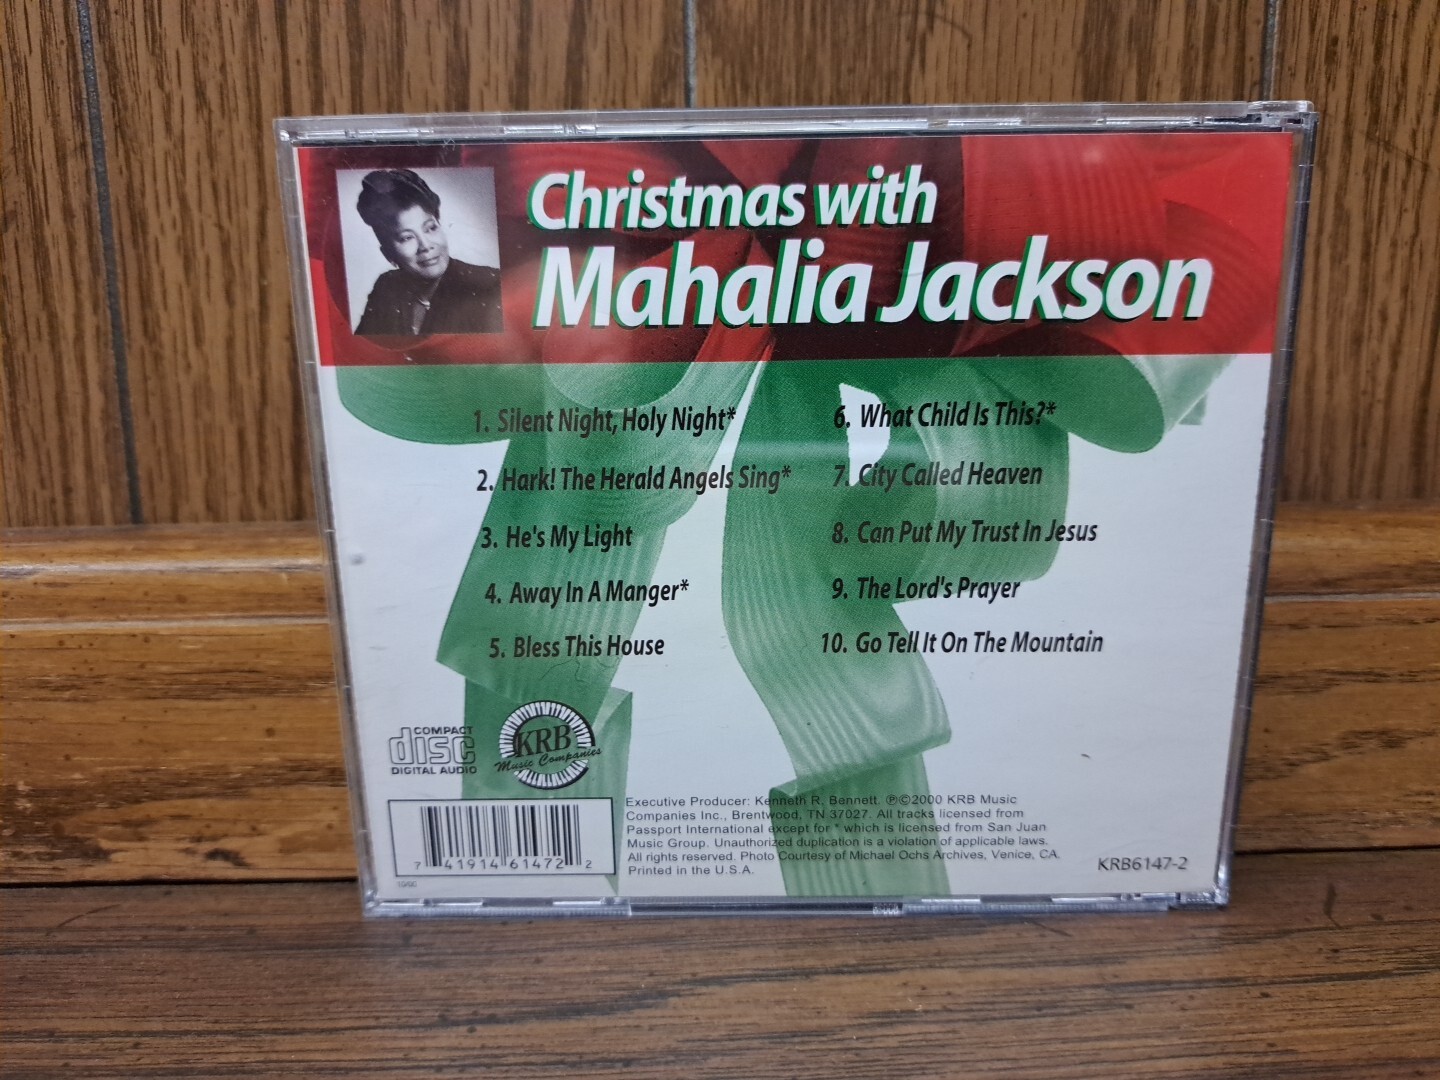 Christmas with
Mahalia Jackson
1. Silent Night, Holy Night*
2. Hark! The Herald Angels Sing*
3. He's My Light
4. Away In A Manger*
5. Bless This House
6. What Child Is This?*
7. City Called Heaven
8. Can Put My Trust In Jesus
9. The Lord's Prayer
10. Go Tell It On The Mountain
COMPACT
disc
DIGITAL AUDIO
KRB
Music Companies
Executive Producer: Kenneth R. Bennett. ℗©2000 KRB Music
Companies Inc., Brentwood, TN 37027. All tracks licensed from
Passport International except for * which is licensed from San Juan
Music Group. Unauthorized duplication is a violation of applicable laws.
All rights reserved. Photo Courtesy of Michael Ochs Archives, Venice, CA.
Printed in the U.S.A.
7 41914 61472 2
KRB6147-2